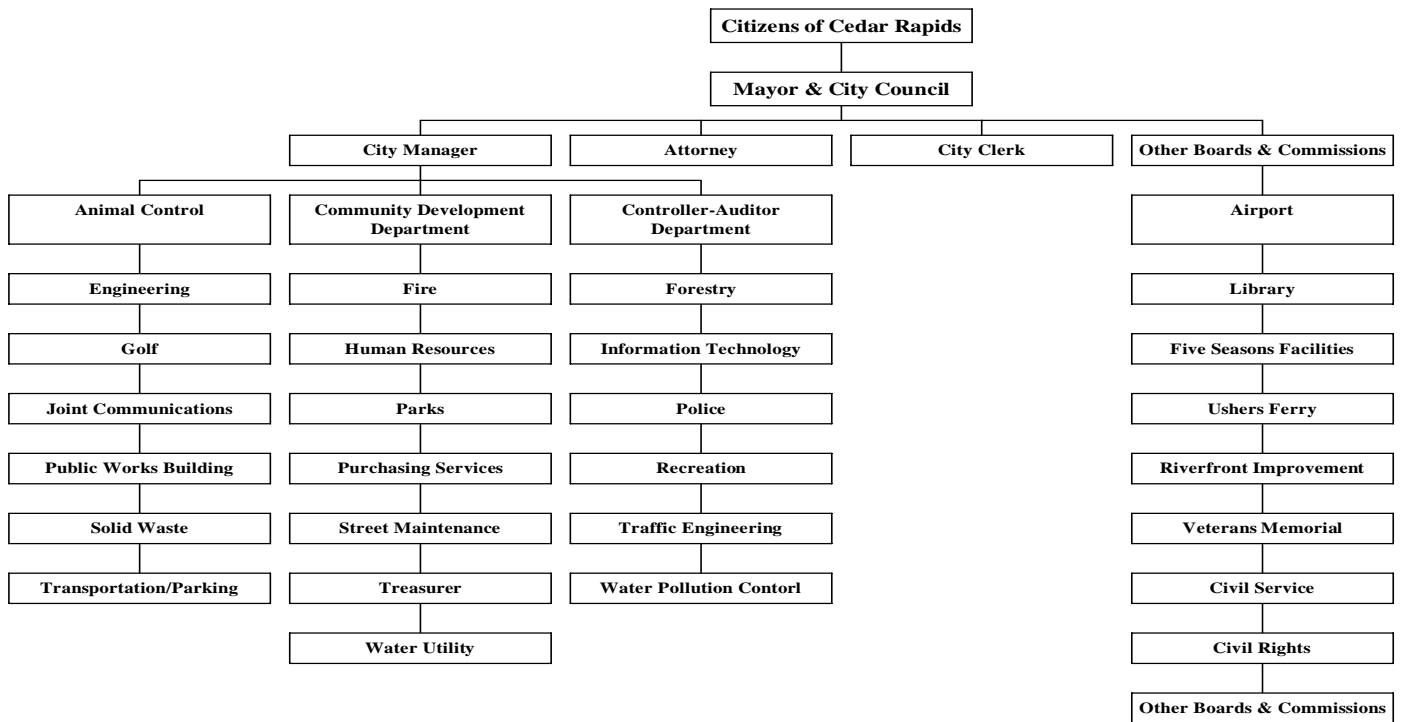 Citizens of Cedar Rapids
Mayor & City Council
City Manager
Attorney
City Clerk
Other Boards & Commissions
Animal Control
Community Development
Department
Controller-Auditor
Department
Airport
Engineering
Fire
Forestry
Library
Golf
Human Resources
Information Technology
Five Seasons Facilities
Joint Communications
Parks
Police
Ushers Ferry
Public Works Building
Purchasing Services
Recreation
Riverfront Improvement
Solid Waste
Street Maintenance
Traffic Engineering
Veterans Memorial
Transportation/Parking
Treasurer
Water Pollution Contorl
Civil Service
Water Utility
Civil Rights
Other Boards & Commissions